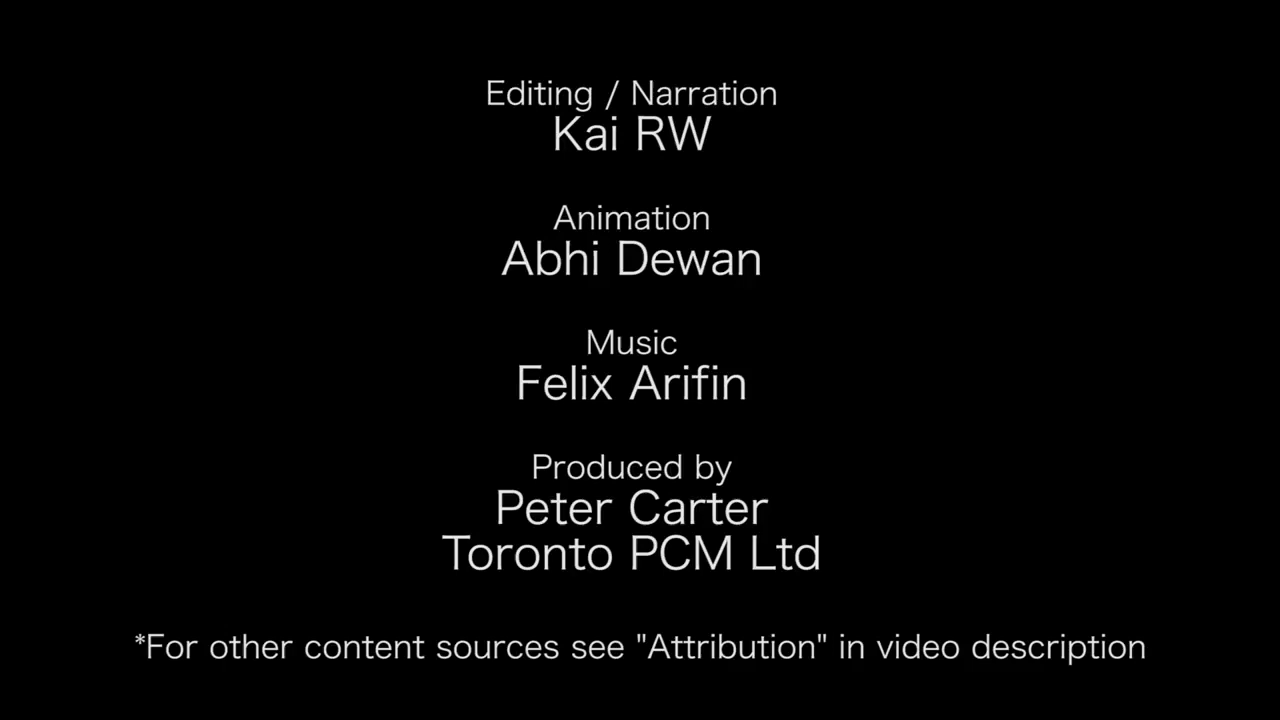 Editing / Narration
Kai RW
Animation
Abhi Dewan
Music
Felix Arifin
Produced by
Peter Carter
Toronto PCM Ltd
*For other content sources see "Attribution" in video description